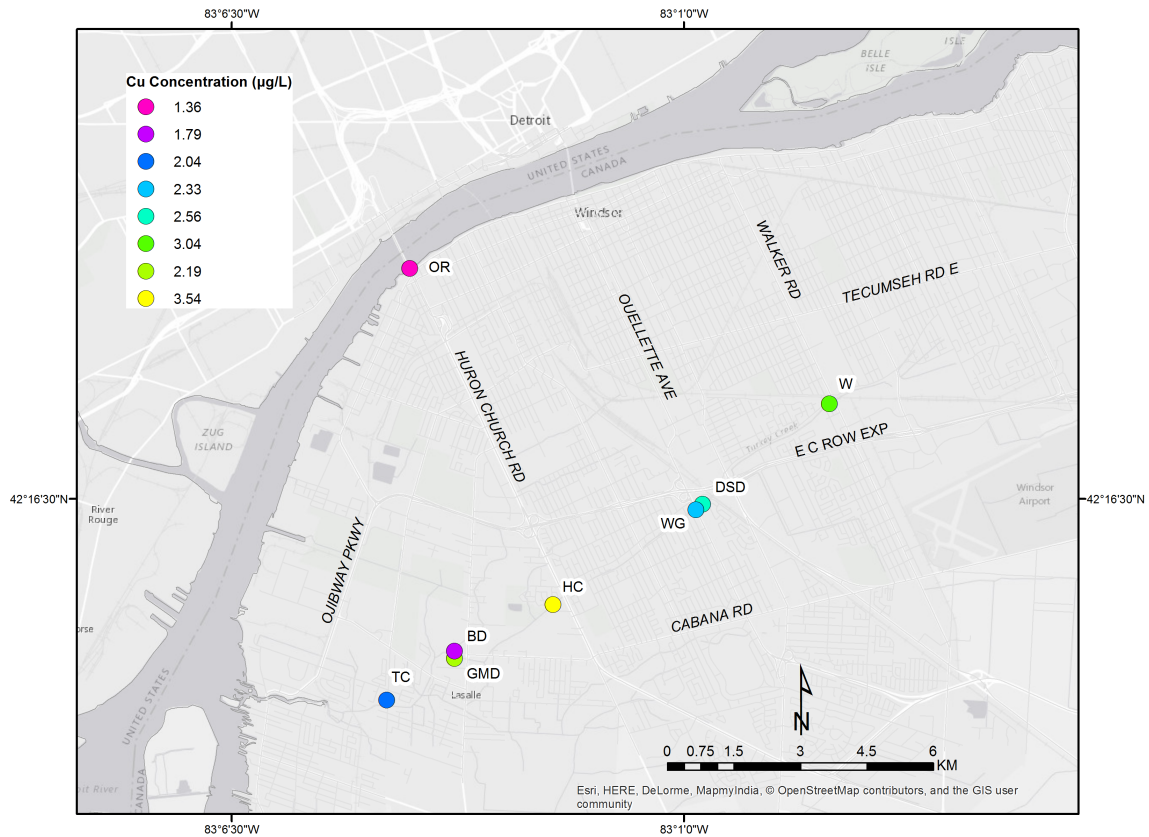 83°6'30"W
83°1'0"W
BELLE
ISLE
ISLE
Cu Concentration (µg/L)
1.36
1.79
2.04
2.33
2.56
3.04
2.19
3.54
Detroit
UNITED STATES
CANADA
Windsor
WALKER RD
TECUMSEH RD E
OR
OUELLETTE AVE
HURON CHURCH RD
W
ZUG
ISLAND
Turkey Creek
E C ROW EXP
DSD
WG
42°16'30"N
42°16'30"N
Windsor
Airport
River
Rouge
OJIBWAY PKWY
HC
CABANA RD
orse
BD
GMD
TC
Lasalle
UNITED STATES
CANADA
N
0 0.75 1.5 3 4.5 6
KM
oit River
Esri, HERE, DeLorme, MapmyIndia, © OpenStreetMap contributors, and the GIS user
community
83°6'30"W
83°1'0"W